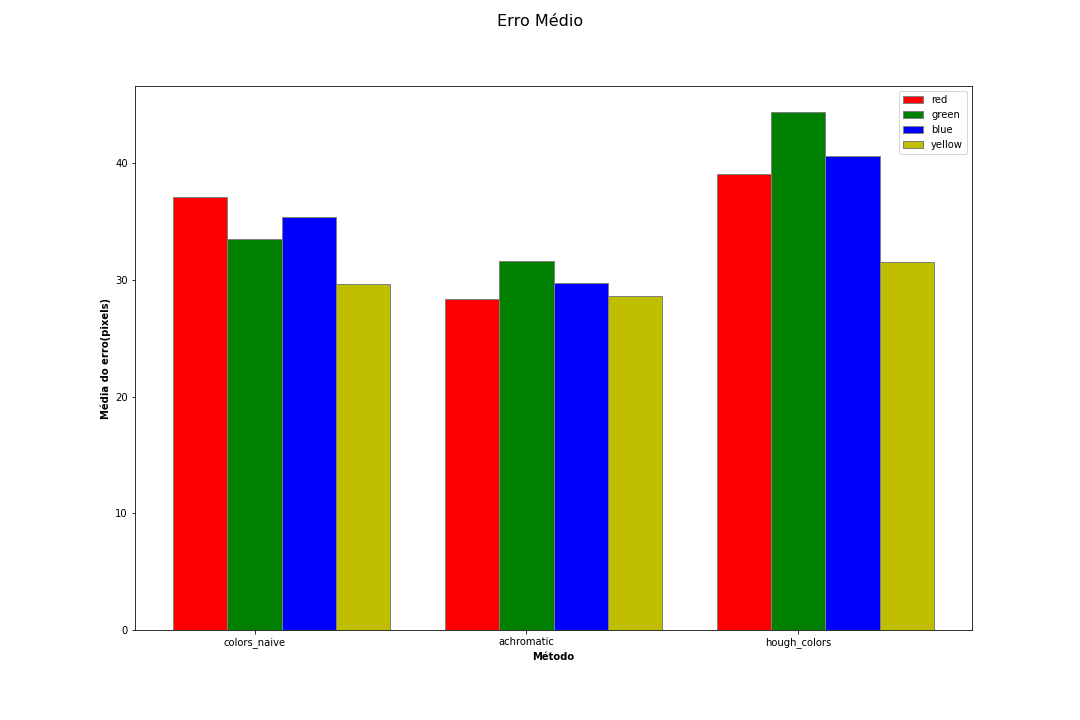 Erro Médio
red
green
blue
yellow
Média do erro(pixels)
40
30
20
10
0
colors_naive
achromatic
hough_colors
Método